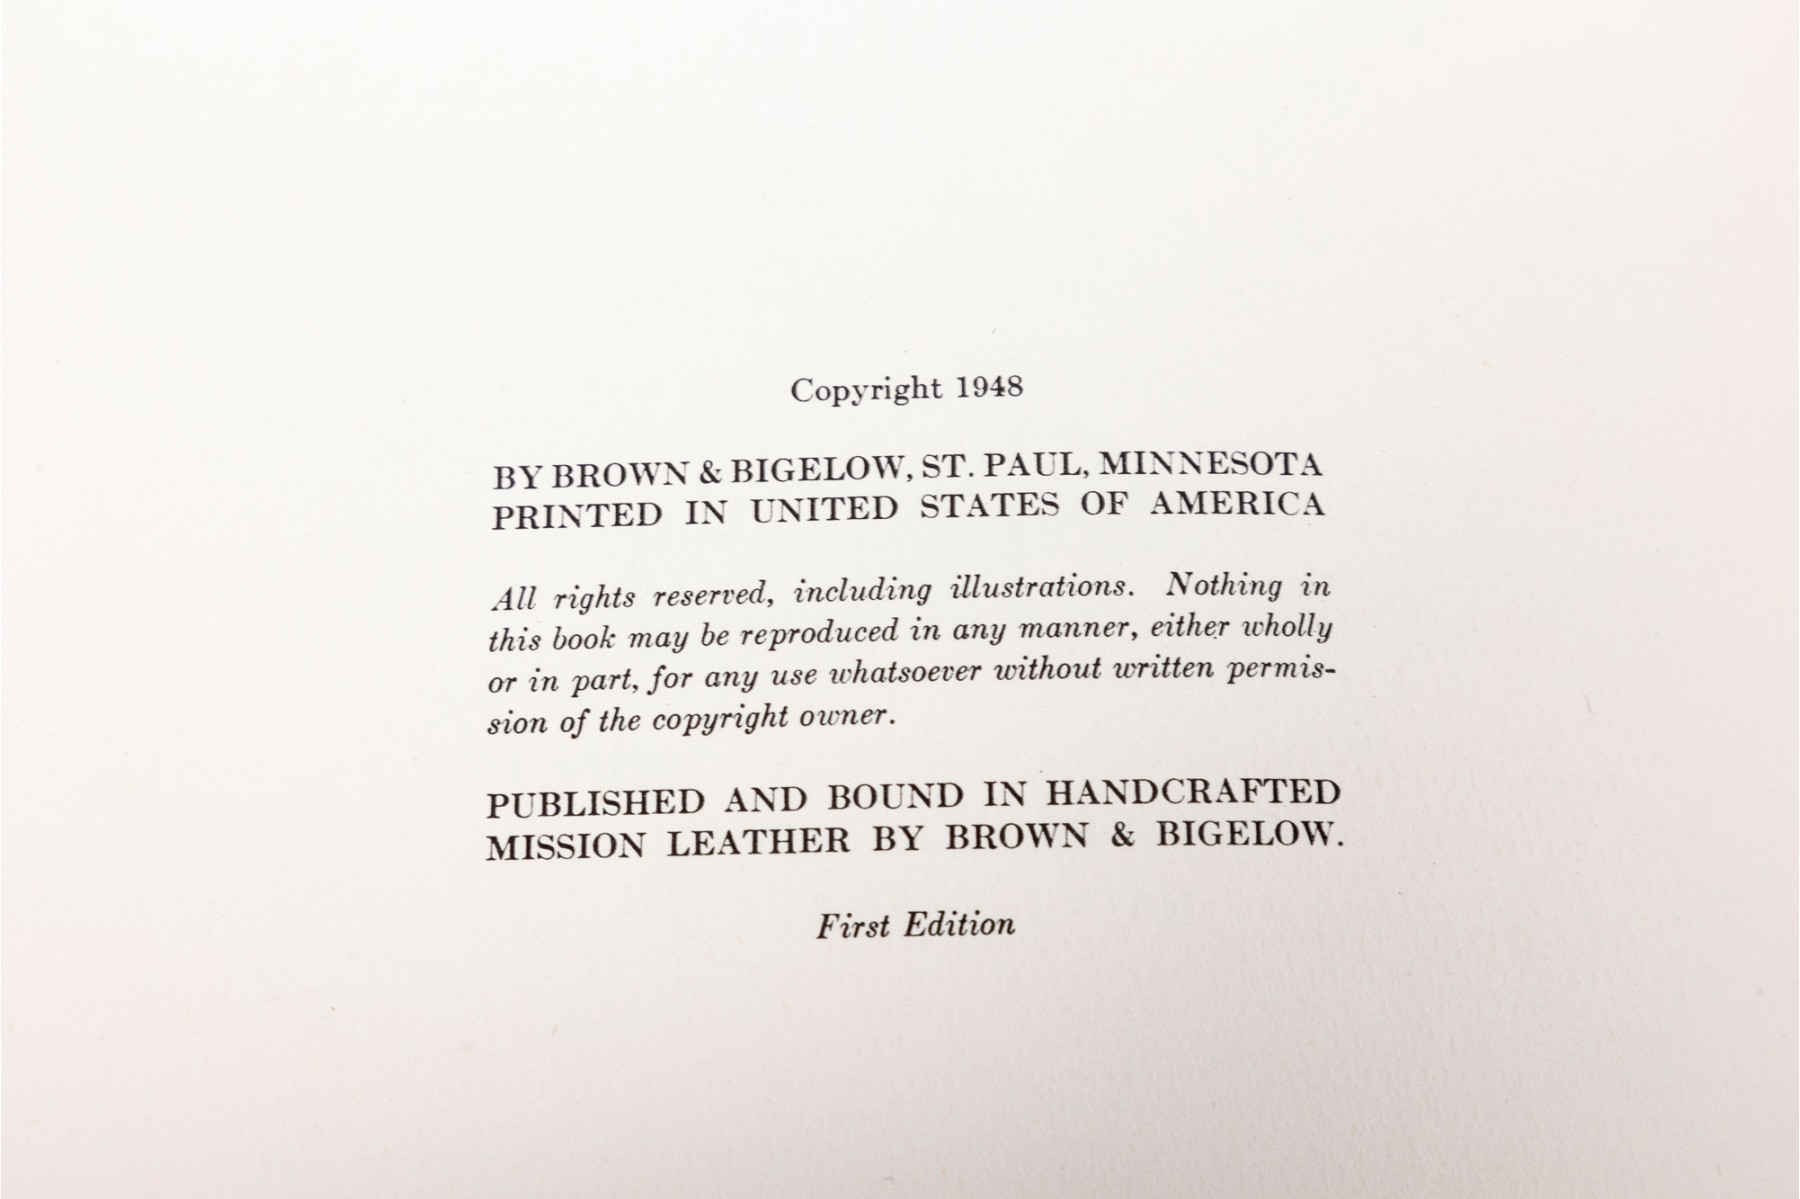 Copyright 1948
BY BROWN & BIGELOW, ST. PAUL, MINNESOTA
PRINTED IN UNITED STATES OF AMERICA
All rights reserved, including illustrations. Nothing in
this book may be reproduced in any manner, either wholly
or in part, for any use whatsoever without written permis-
sion of the copyright owner.
PUBLISHED AND BOUND IN HANDCRAFTED
MISSION LEATHER BY BROWN & BIGELOW.
First Edition